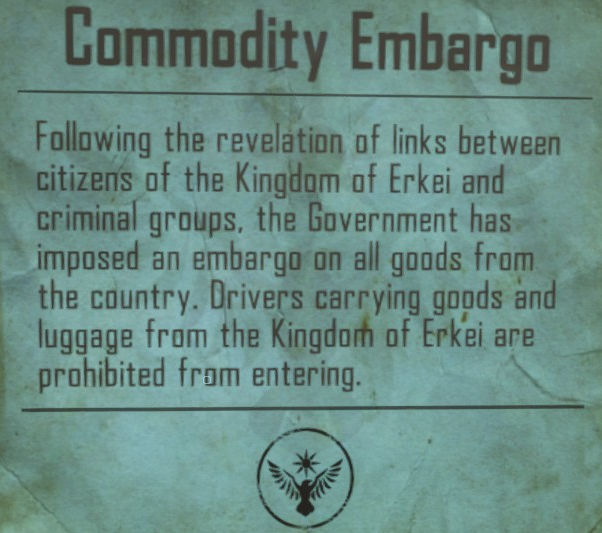 Commodity Embargo
Following the revelation of links between
citizens of the Kingdom of Erkei and
criminal groups, the Government has
imposed an embargo on all goods from
the country. Drivers carrying goods and
luggage from the Kingdom of Erkei are
prohibited from entering.